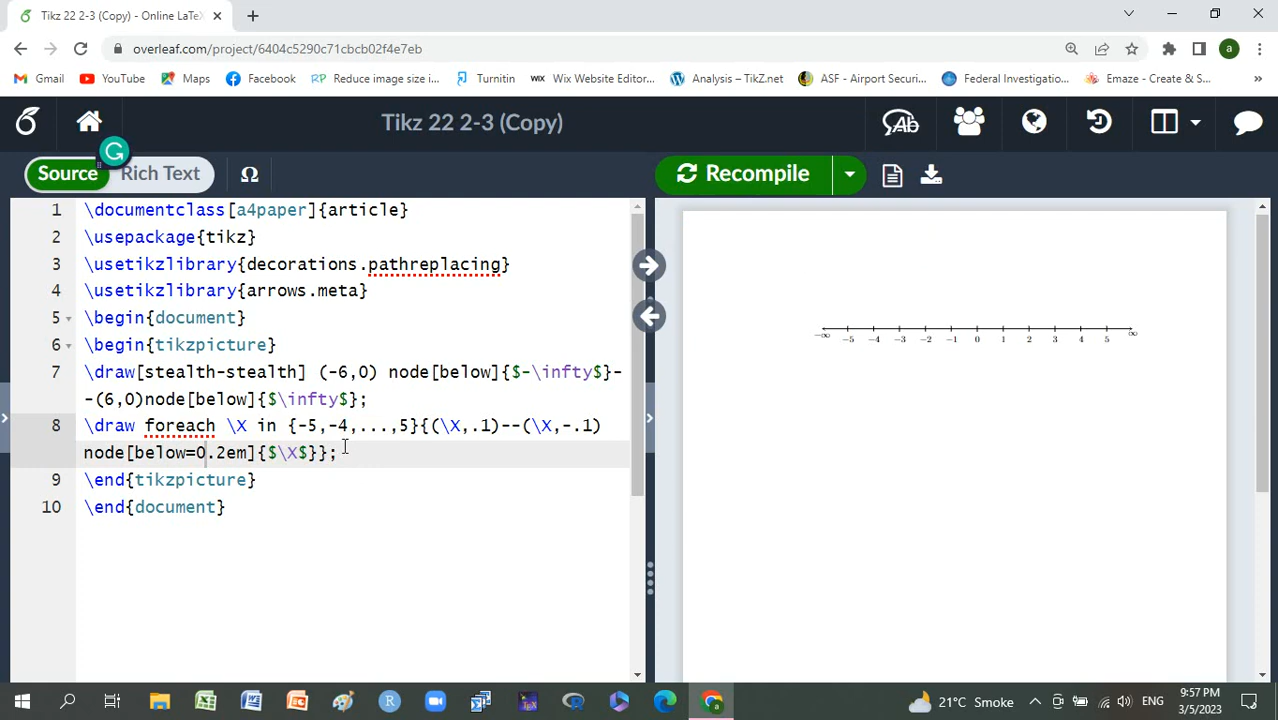 Tikz 22 2-3 (Copy) - Online LaTeX
overleaf.com/project/6404c5290c71cbcb02f4e7eb
a
Gmail YouTube Maps Facebook RP Reduce image size i... Turnitin WIX Wix Website Editor... Analysis – TikZ.net ASF - Airport Securi... Federal Investigatio... Emaze - Create & S... »
Tikz 22 2-3 (Copy)
Source Rich Text Ω Recompile
1 \documentclass[a4paper]{article}
2 \usepackage{tikz}
3 \usetikzlibrary{decorations.pathreplacing}
4 \usetikzlibrary{arrows.meta}
5 \begin{document}
6 \begin{tikzpicture}
7 \draw[stealth-stealth] (-6,0) node[below]{$-\infty$}-
-(6,0)node[below]{$\infty$};
8 \draw foreach \X in {-5,-4,...,5}{(\X,.1)--(\X,-.1)
node[below=0.2em]{$\X$}};
9 \end{tikzpicture}
10 \end{document}
−∞ −5 −4 −3 −2 −1 0 1 2 3 4 5 ∞
21°C Smoke ENG 9:57 PM
3/5/2023